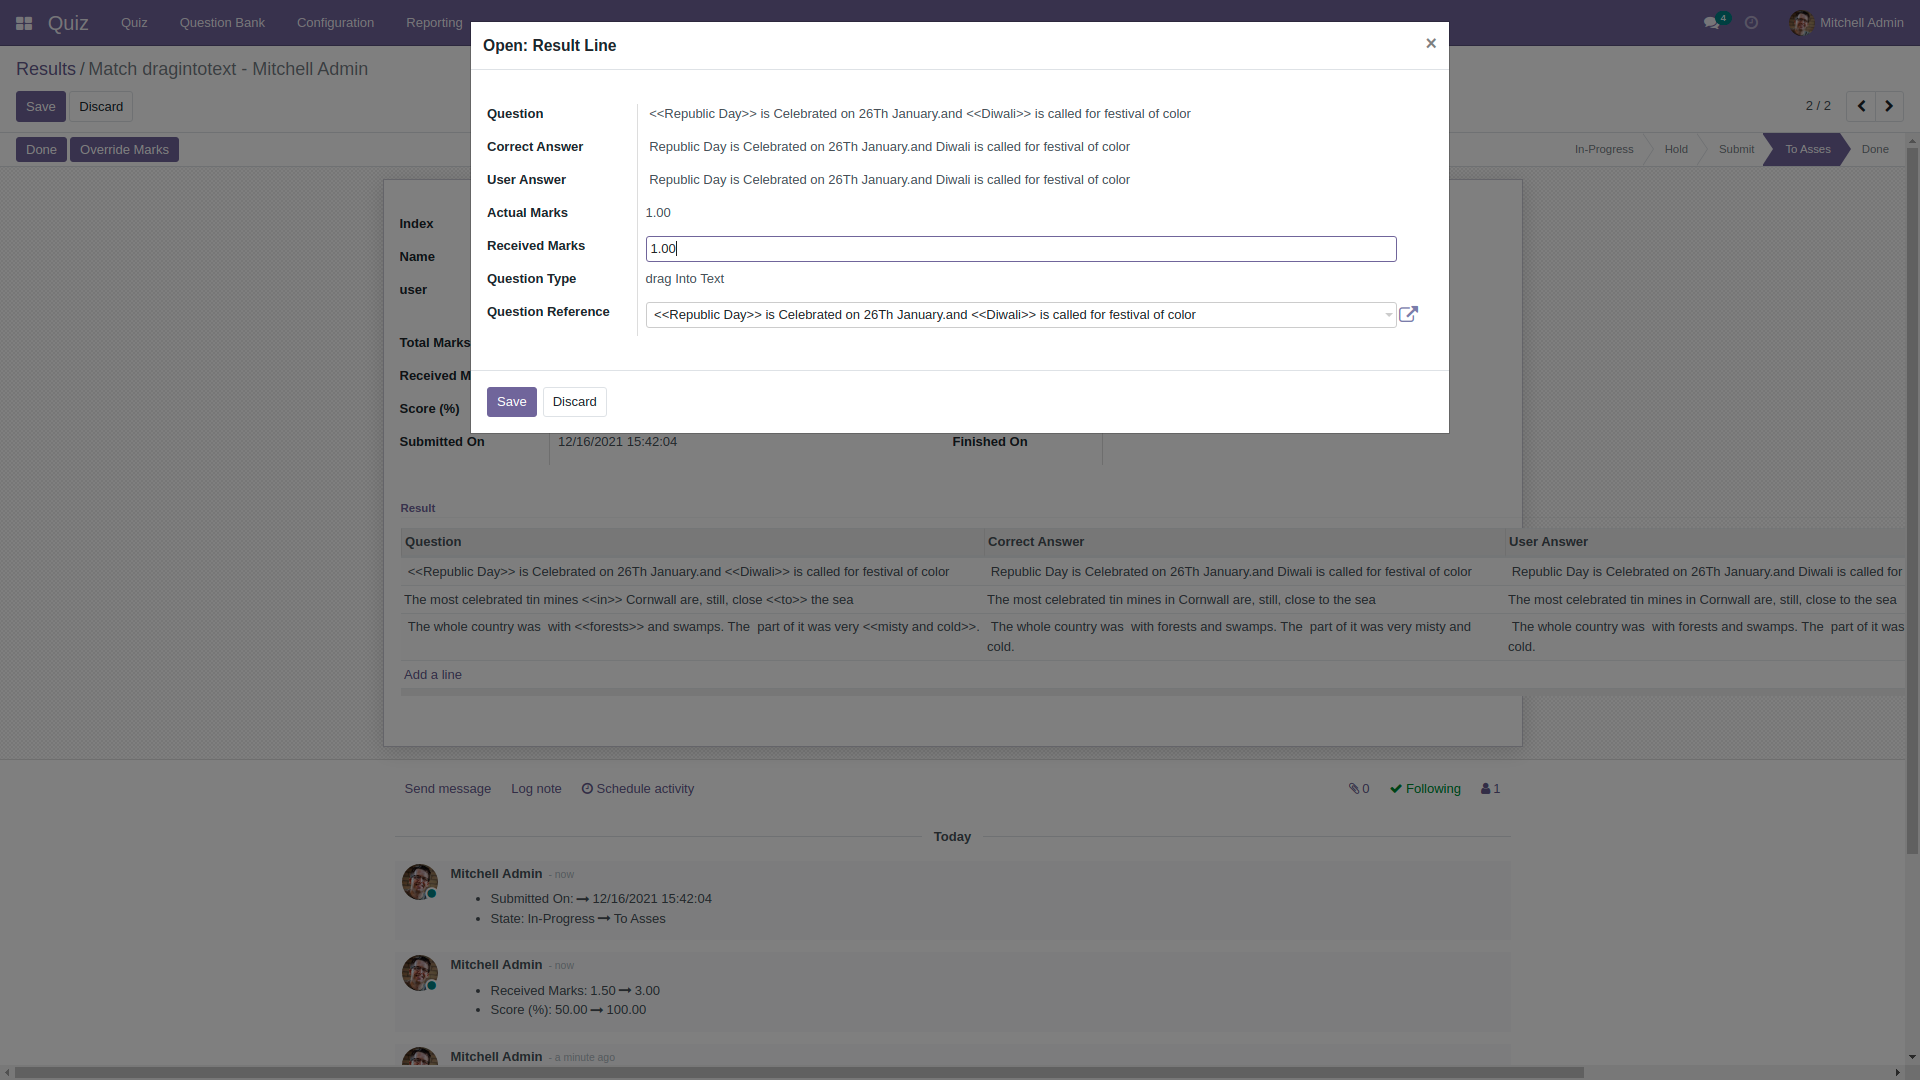 Quiz Quiz Question Bank Configuration Reporting 4 Mitchell Admin
Results / Match dragintotext - Mitchell Admin
Save Discard
2 / 2
Done Override Marks
In-Progress Hold Submit To Asses Done
Open: Result Line ×
Question <<Republic Day>> is Celebrated on 26Th January.and <<Diwali>> is called for festival of color
Correct Answer Republic Day is Celebrated on 26Th January.and Diwali is called for festival of color
User Answer Republic Day is Celebrated on 26Th January.and Diwali is called for festival of color
Actual Marks 1.00
Received Marks 1.00
Question Type drag Into Text
Question Reference <<Republic Day>> is Celebrated on 26Th January.and <<Diwali>> is called for festival of color
Save Discard
Index
Name
user
Total Marks
Received M
Score (%)
Submitted On 12/16/2021 15:42:04 Finished On
Result
Question Correct Answer User Answer
<<Republic Day>> is Celebrated on 26Th January.and <<Diwali>> is called for festival of color Republic Day is Celebrated on 26Th January.and Diwali is called for festival of color Republic Day is Celebrated on 26Th January.and Diwali is called for
The most celebrated tin mines <<in>> Cornwall are, still, close <<to>> the sea The most celebrated tin mines in Cornwall are, still, close to the sea The most celebrated tin mines in Cornwall are, still, close to the sea
The whole country was with <<forests>> and swamps. The part of it was very <<misty and cold>>. The whole country was with forests and swamps. The part of it was very misty and The whole country was with forests and swamps. The part of it was
cold. cold.
Add a line
Send message Log note Schedule activity 0 Following 1
Today
Mitchell Admin - now
• Submitted On: → 12/16/2021 15:42:04
• State: In-Progress → To Asses
Mitchell Admin - now
• Received Marks: 1.50 → 3.00
• Score (%): 50.00 → 100.00
Mitchell Admin - a minute ago